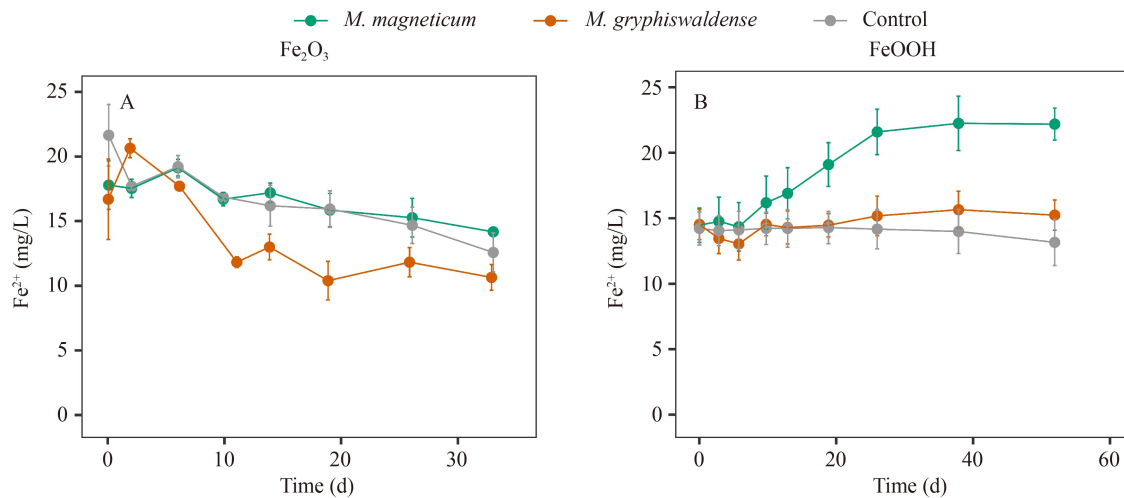 M. magneticum M. gryphiswaldense Control
Fe₂O₃ FeOOH
A
25
20
15
10
5
0
Fe²⁺ (mg/L)
0 10 20 30
Time (d)
B
25
20
15
10
5
0
Fe²⁺ (mg/L)
0 20 40 60
Time (d)